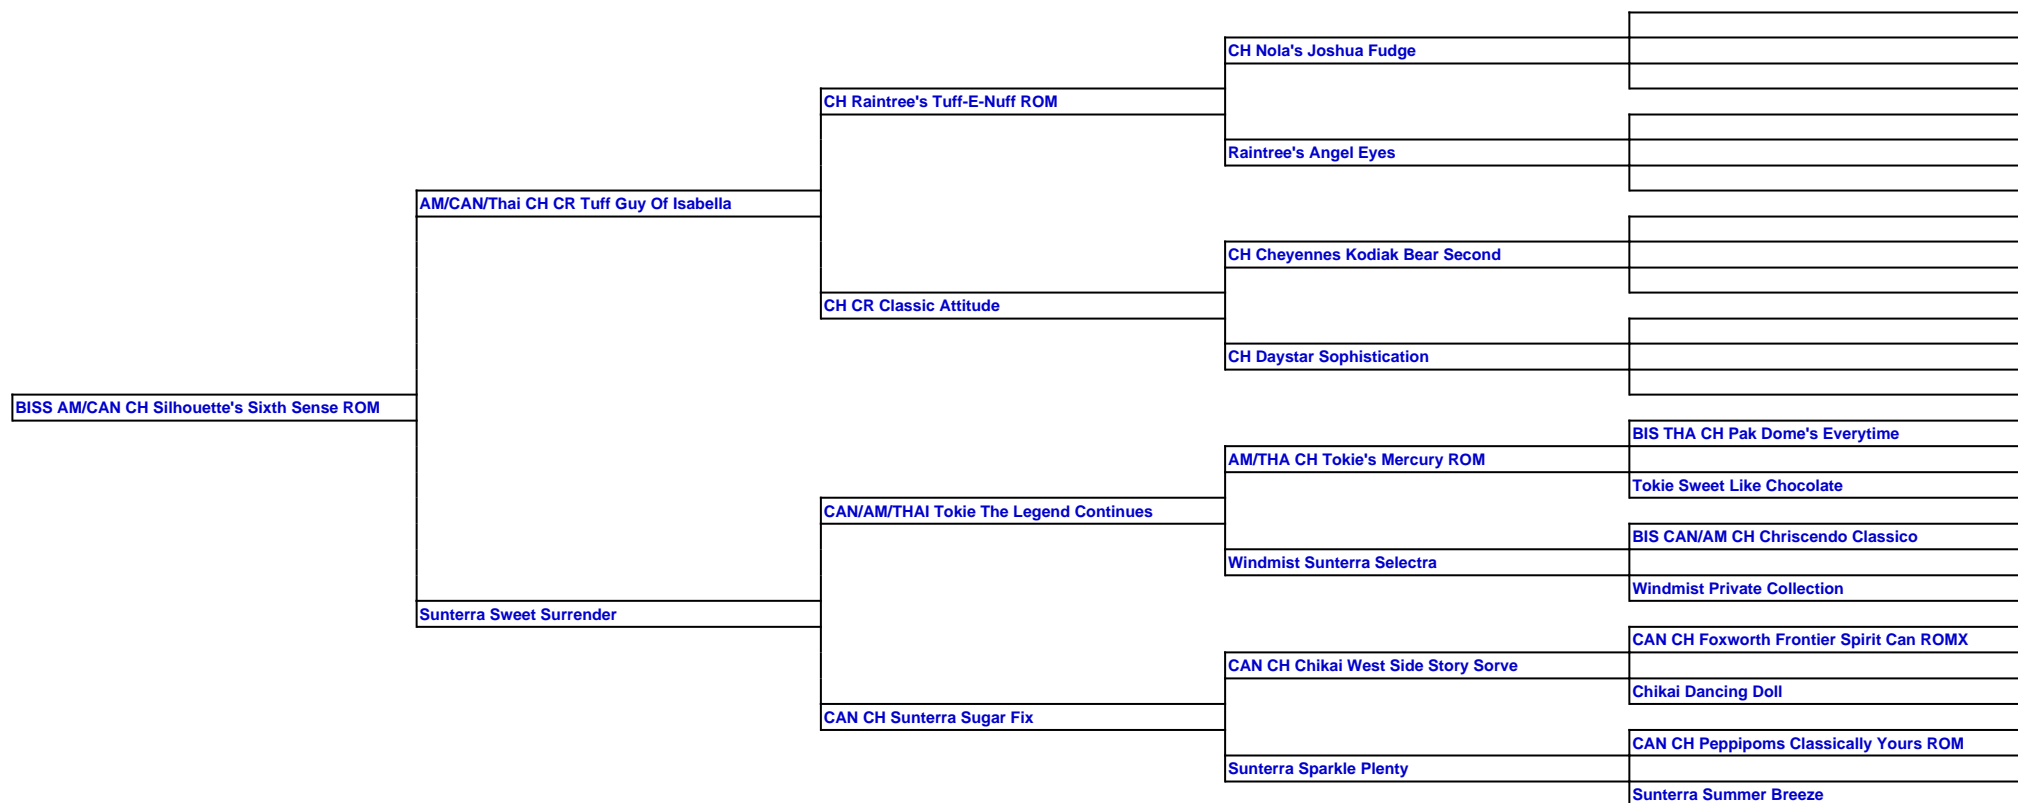 CH Nola's Joshua Fudge
CH Raintree's Tuff-E-Nuff ROM
Raintree's Angel Eyes
AM/CAN/Thai CH CR Tuff Guy Of Isabella
CH Cheyennes Kodiak Bear Second
CH CR Classic Attitude
CH Daystar Sophistication
BISS AM/CAN CH Silhouette's Sixth Sense ROM
BIS THA CH Pak Dome's Everytime
AM/THA CH Tokie's Mercury ROM
Tokie Sweet Like Chocolate
CAN/AM/THAI Tokie The Legend Continues
BIS CAN/AM CH Chriscendo Classico
Windmist Sunterra Selectra
Windmist Private Collection
Sunterra Sweet Surrender
CAN CH Foxworth Frontier Spirit Can ROMX
CAN CH Chikai West Side Story Sorve
Chikai Dancing Doll
CAN CH Sunterra Sugar Fix
CAN CH Peppipoms Classically Yours ROM
Sunterra Sparkle Plenty
Sunterra Summer Breeze